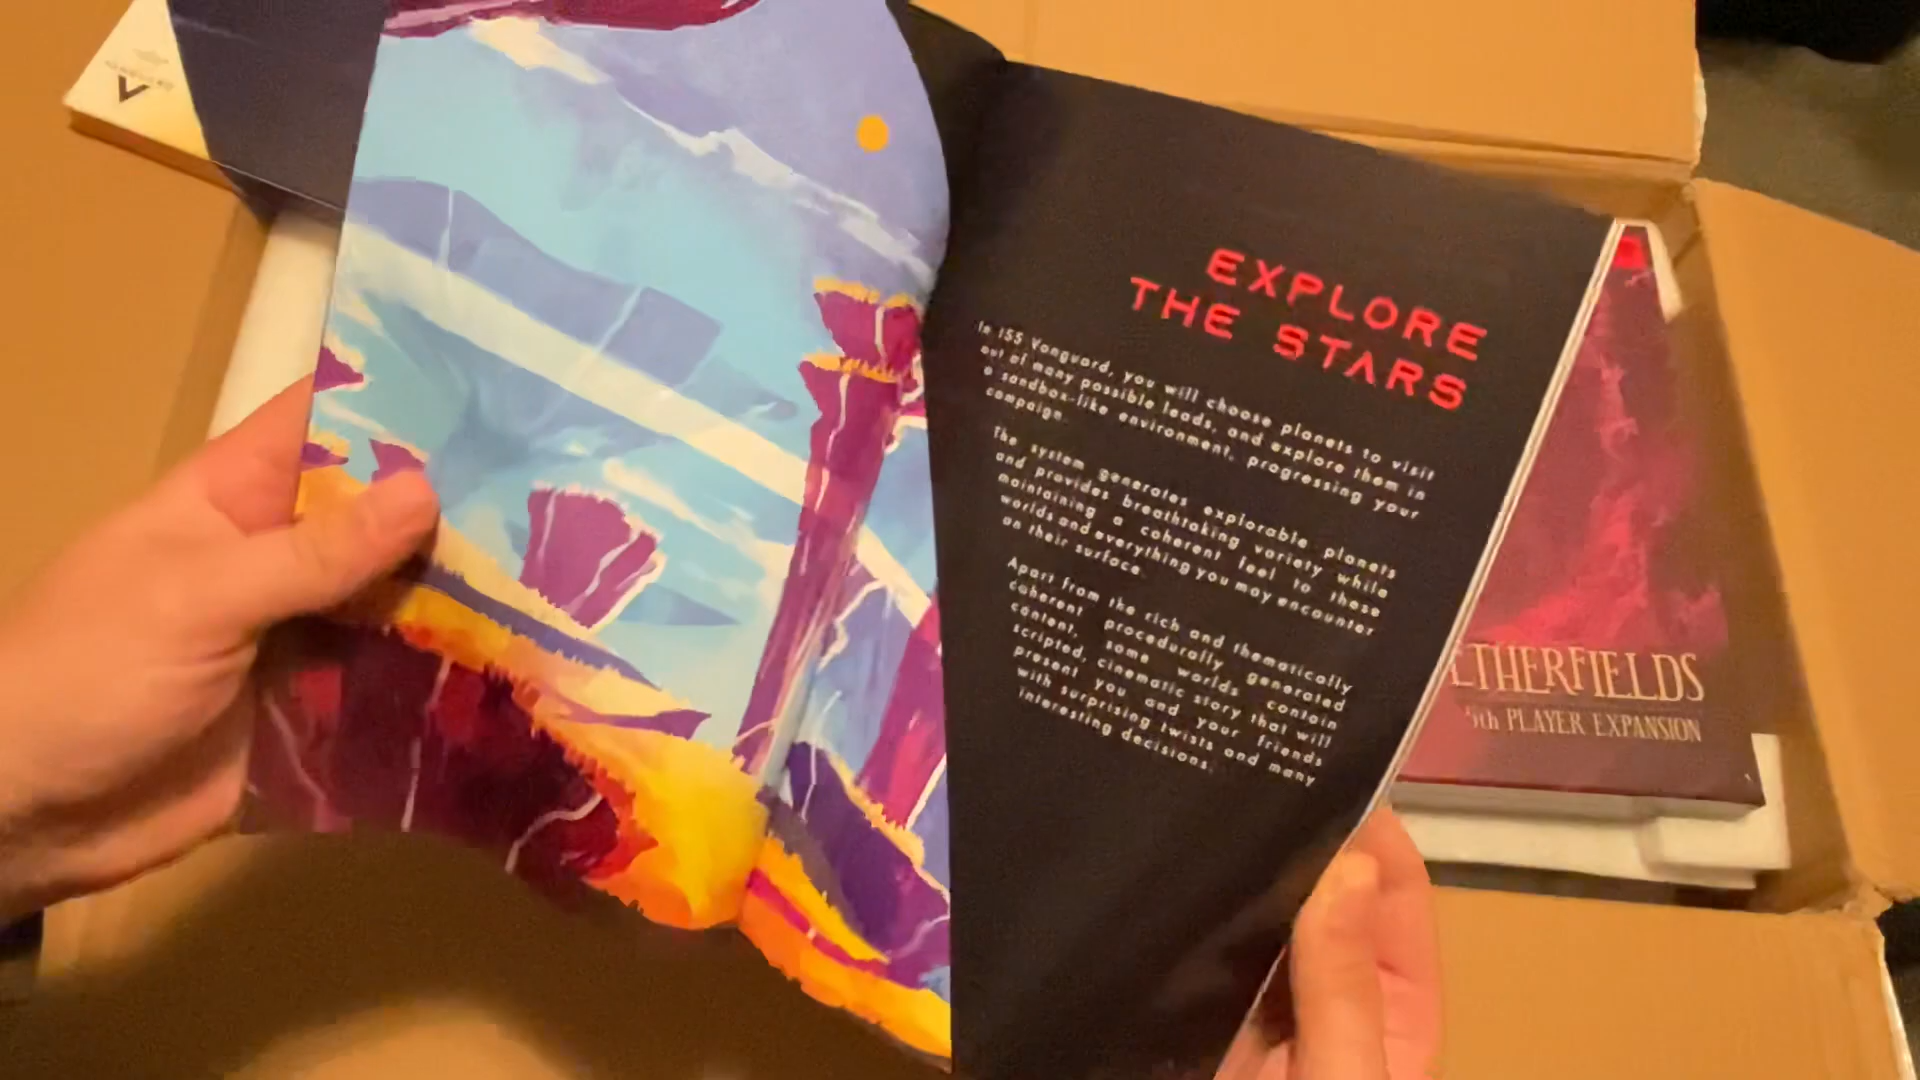 EXPLORE
THE STARS
In ISS Vanguard, you will choose planets to visit
out of many possible leads, and explore them in
a sandbox-like environment, progressing your
campaign.
The system generates explorable planets
and provides breathtaking variety while
maintaining a coherent feel to these
worlds and everything you may encounter
on their surface.
Apart from the rich and thematically
coherent procedurally generated
content, some worlds contain
scripted, cinematic story that will
present you and your friends
with surprising twists and many
interesting decisions.
ETHERFIELDS
5th PLAYER EXPANSION